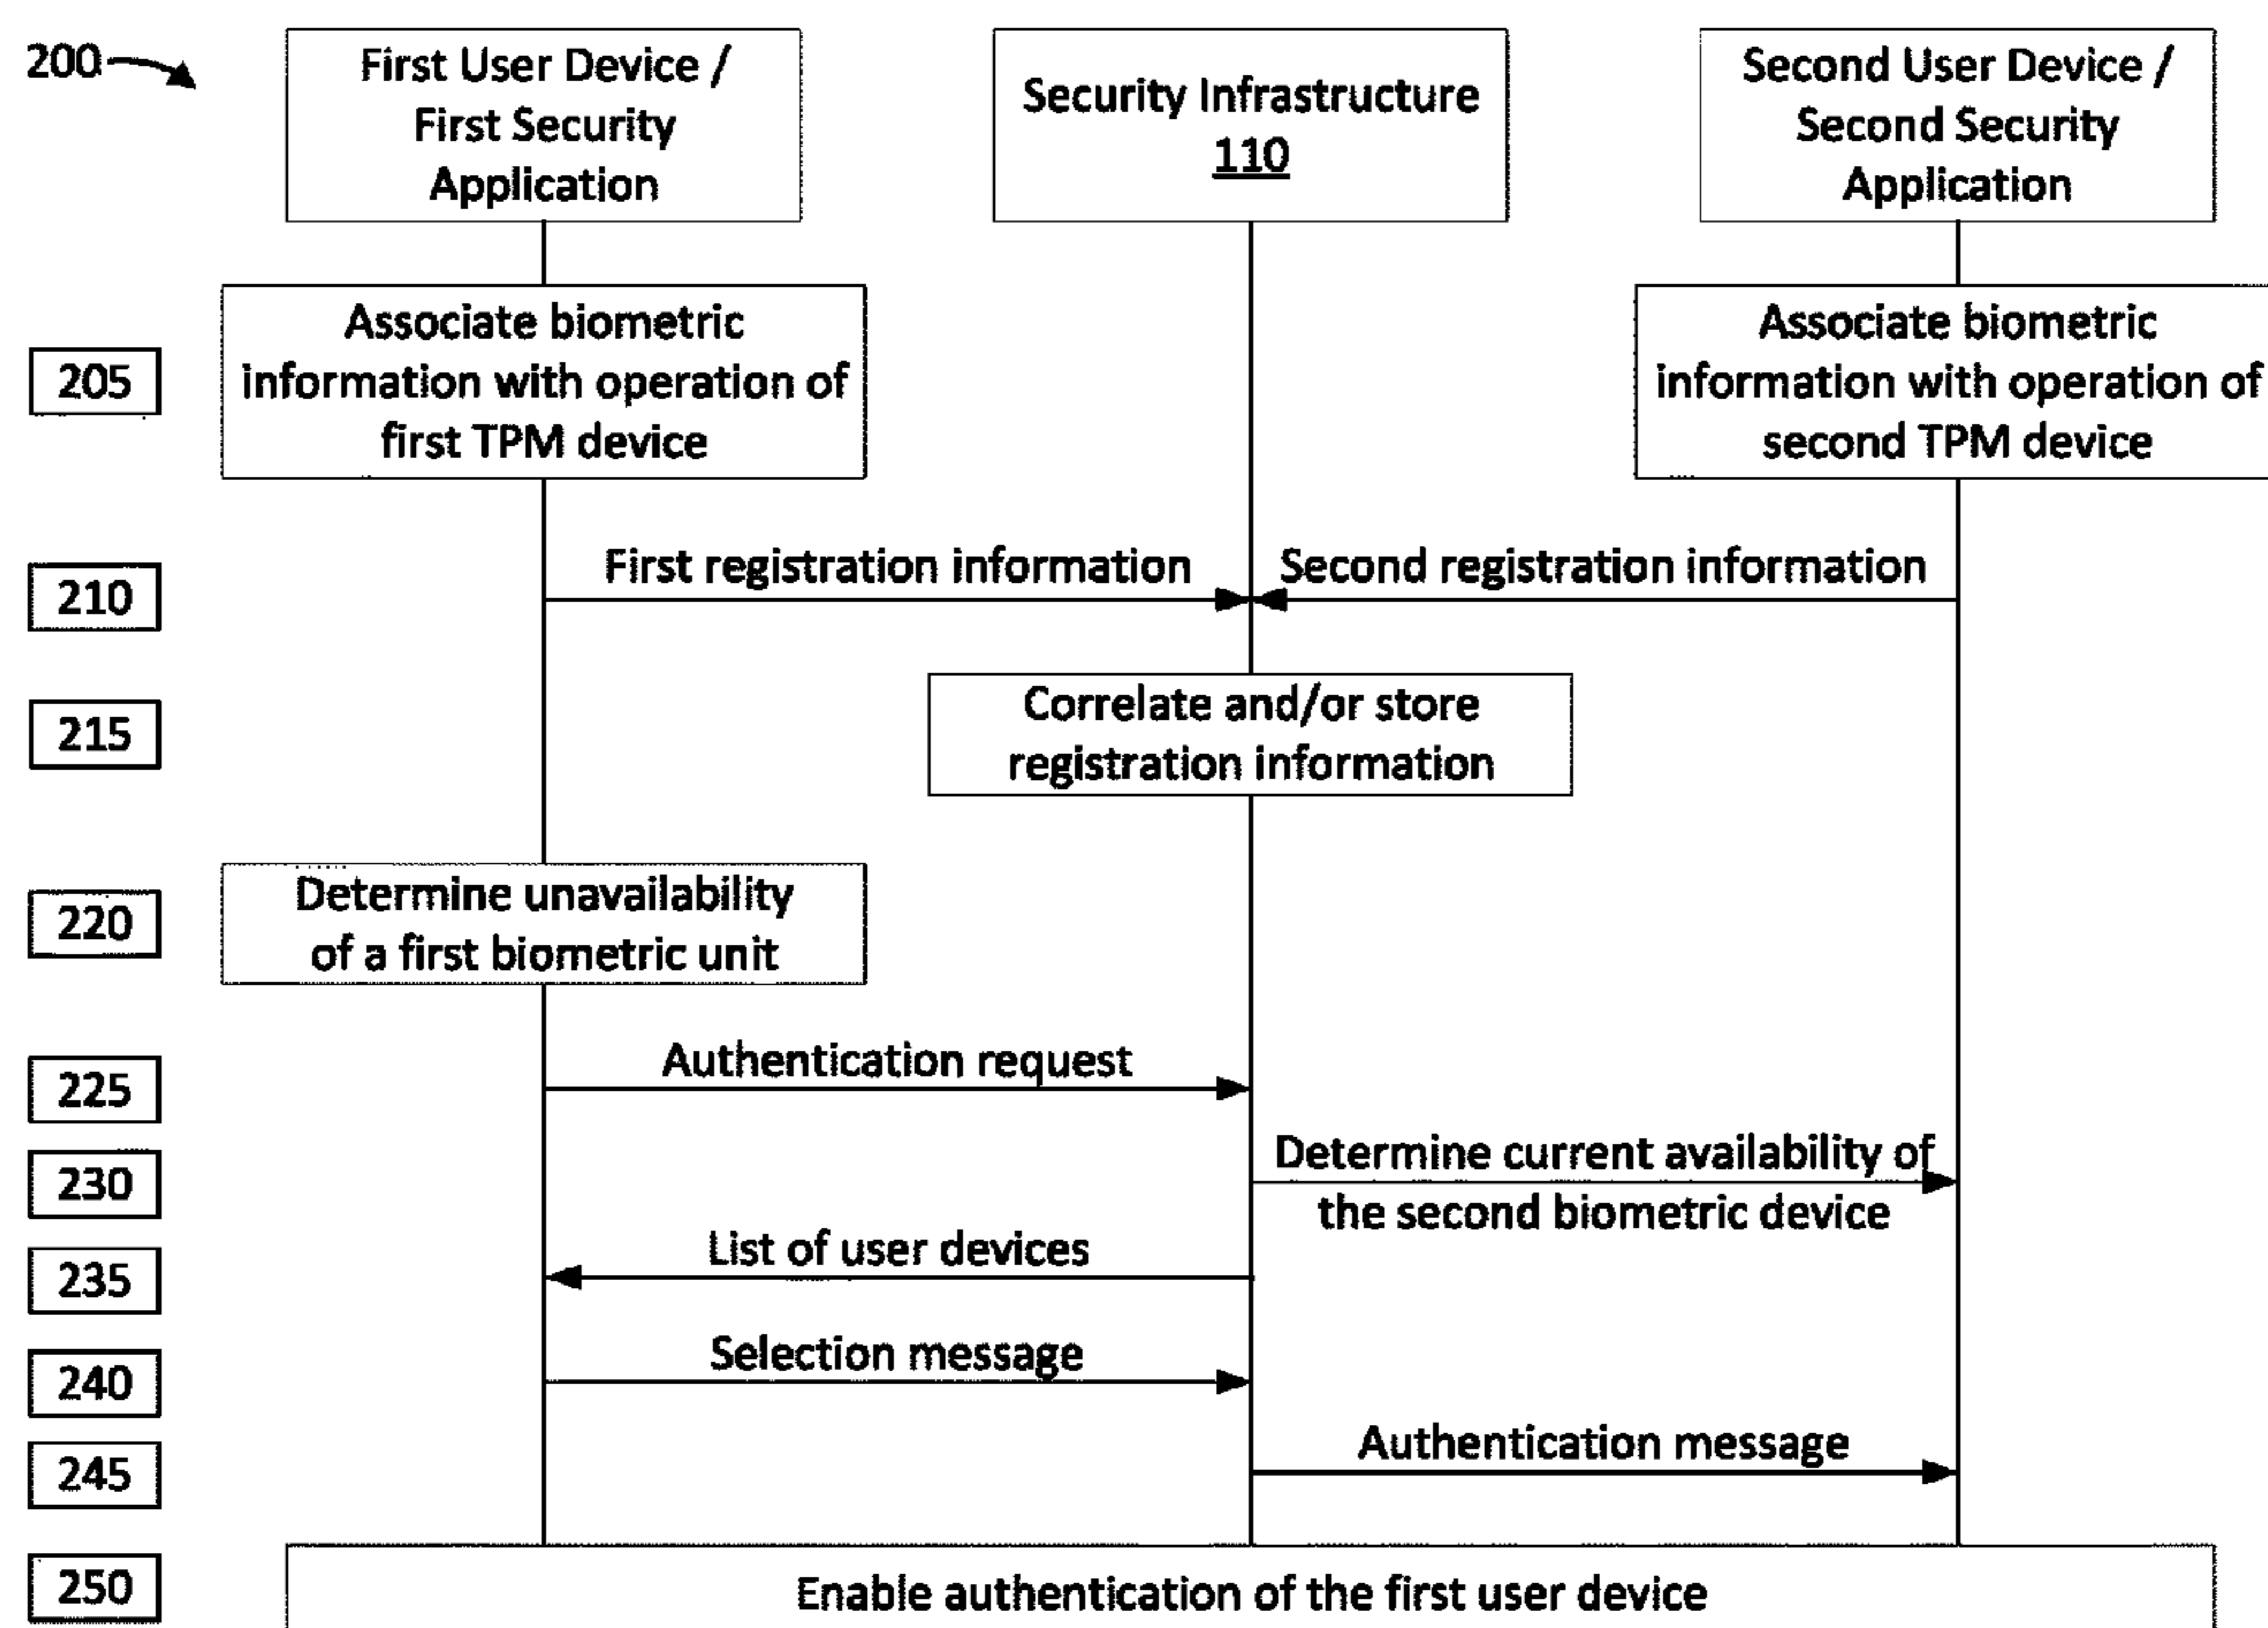 200
First User Device /
First Security
Application
Security Infrastructure
110
Second User Device /
Second Security
Application
205
Associate biometric
information with operation of
first TPM device
Associate biometric
information with operation of
second TPM device
210
First registration information
Second registration information
215
Correlate and/or store
registration information
220
Determine unavailability
of a first biometric unit
225
Authentication request
230
Determine current availability of
the second biometric device
235
List of user devices
240
Selection message
245
Authentication message
250
Enable authentication of the first user device